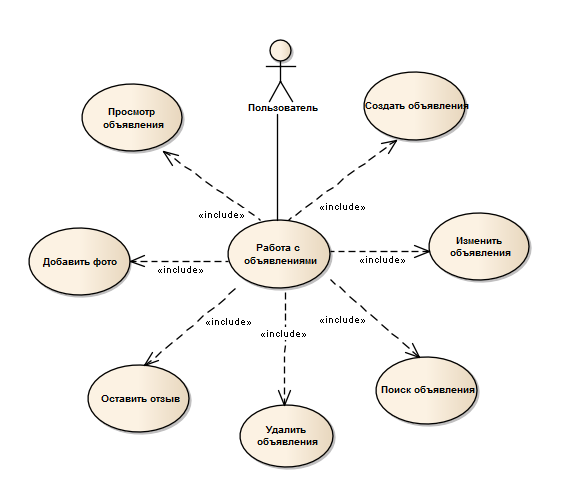 Пользователь
Просмотр
объявления
Создать объявления
«include»
«include»
Работа с
объявлениями
Изменить
объявления
«include»
Добавить фото
«include»
«include»
«include»
«include»
Оставить отзыв
Поиск объявления
Удалить
объявления